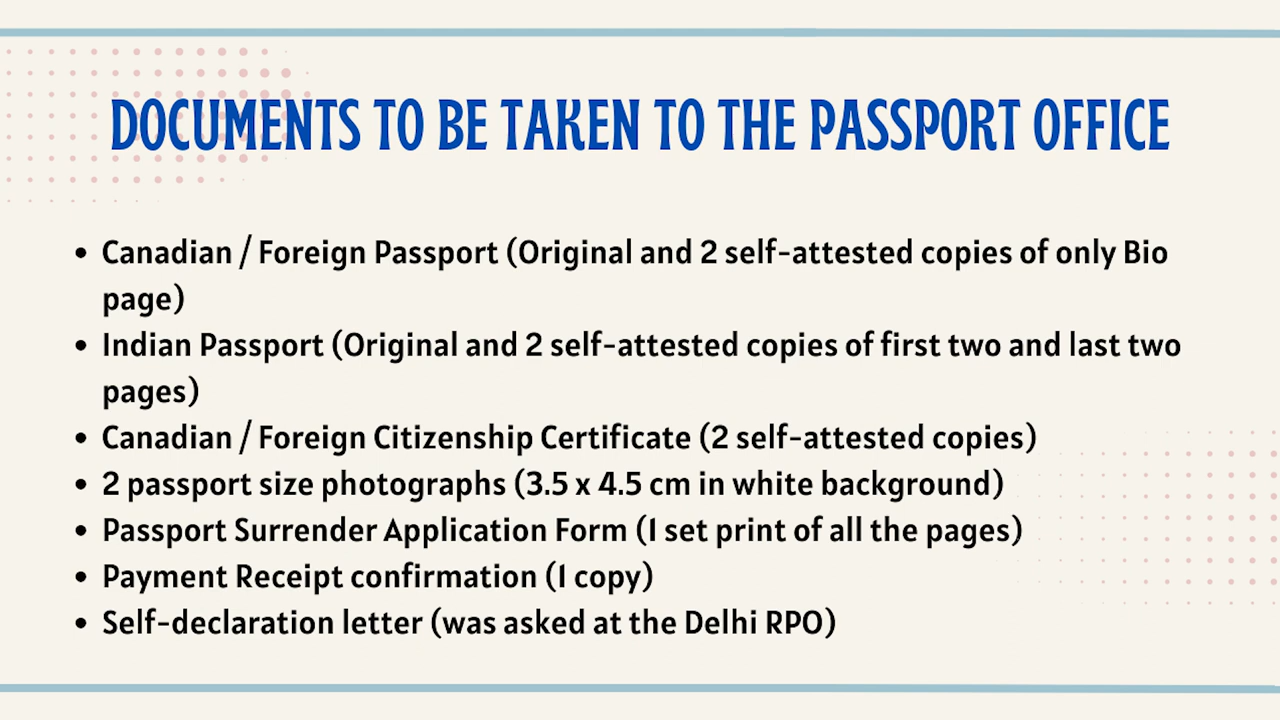 DOCUMENTS TO BE TAKEN TO THE PASSPORT OFFICE
• Canadian / Foreign Passport (Original and 2 self-attested copies of only Bio
page)
• Indian Passport (Original and 2 self-attested copies of first two and last two
pages)
• Canadian / Foreign Citizenship Certificate (2 self-attested copies)
• 2 passport size photographs (3.5 x 4.5 cm in white background)
• Passport Surrender Application Form (1 set print of all the pages)
• Payment Receipt confirmation (1 copy)
• Self-declaration letter (was asked at the Delhi RPO)